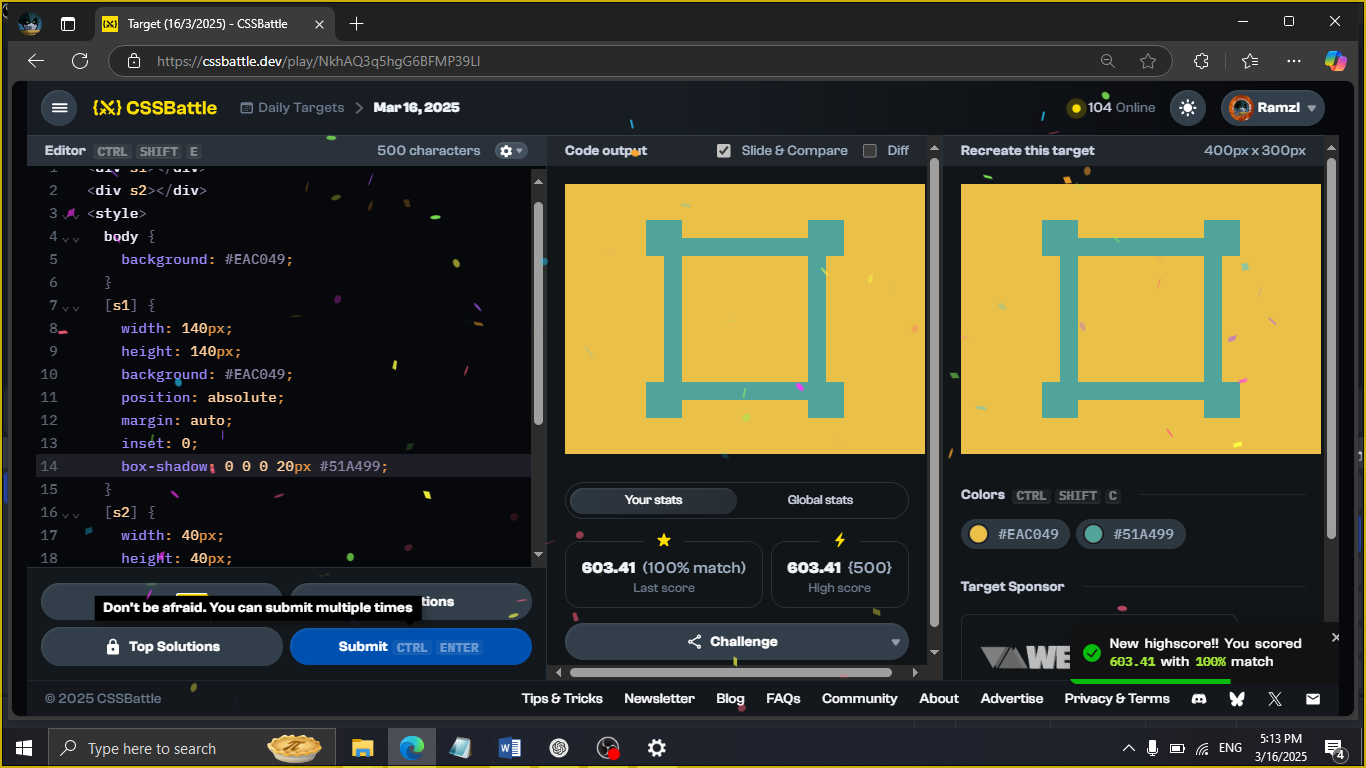 Target (16/3/2025) - CSSBattle
https://cssbattle.dev/play/NkhAQ3q5hgG6BFMP39LI
CSSBattle
Daily Targets
Mar 16, 2025
104 Online
Ramzl
Editor CTRL SHIFT E
500 characters
1 <div s1></div>
2 <div s2></div>
3 <style>
4 body {
5 background: #EAC049;
6 }
7 [s1] {
8 width: 140px;
9 height: 140px;
10 background: #EAC049;
11 position: absolute;
12 margin: auto;
13 inset: 0;
14 box-shadow: 0 0 0 20px #51A499;
15 }
16 [s2] {
17 width: 40px;
18 height: 40px;
Don't be afraid. You can submit multiple times
Top Solutions
Submit CTRL ENTER
Code output
Slide & Compare
Diff
Your stats
Global stats
603.41 (100% match)
Last score
603.41 {500}
High score
Challenge
Recreate this target
400px x 300px
Colors CTRL SHIFT C
#EAC049
#51A499
Target Sponsor
WE
New highscore!! You scored
603.41 with 100% match
© 2025 CSSBattle
Tips & Tricks
Newsletter
Blog
FAQs
Community
About
Advertise
Privacy & Terms
Type here to search
ENG
5:13 PM
3/16/2025
4